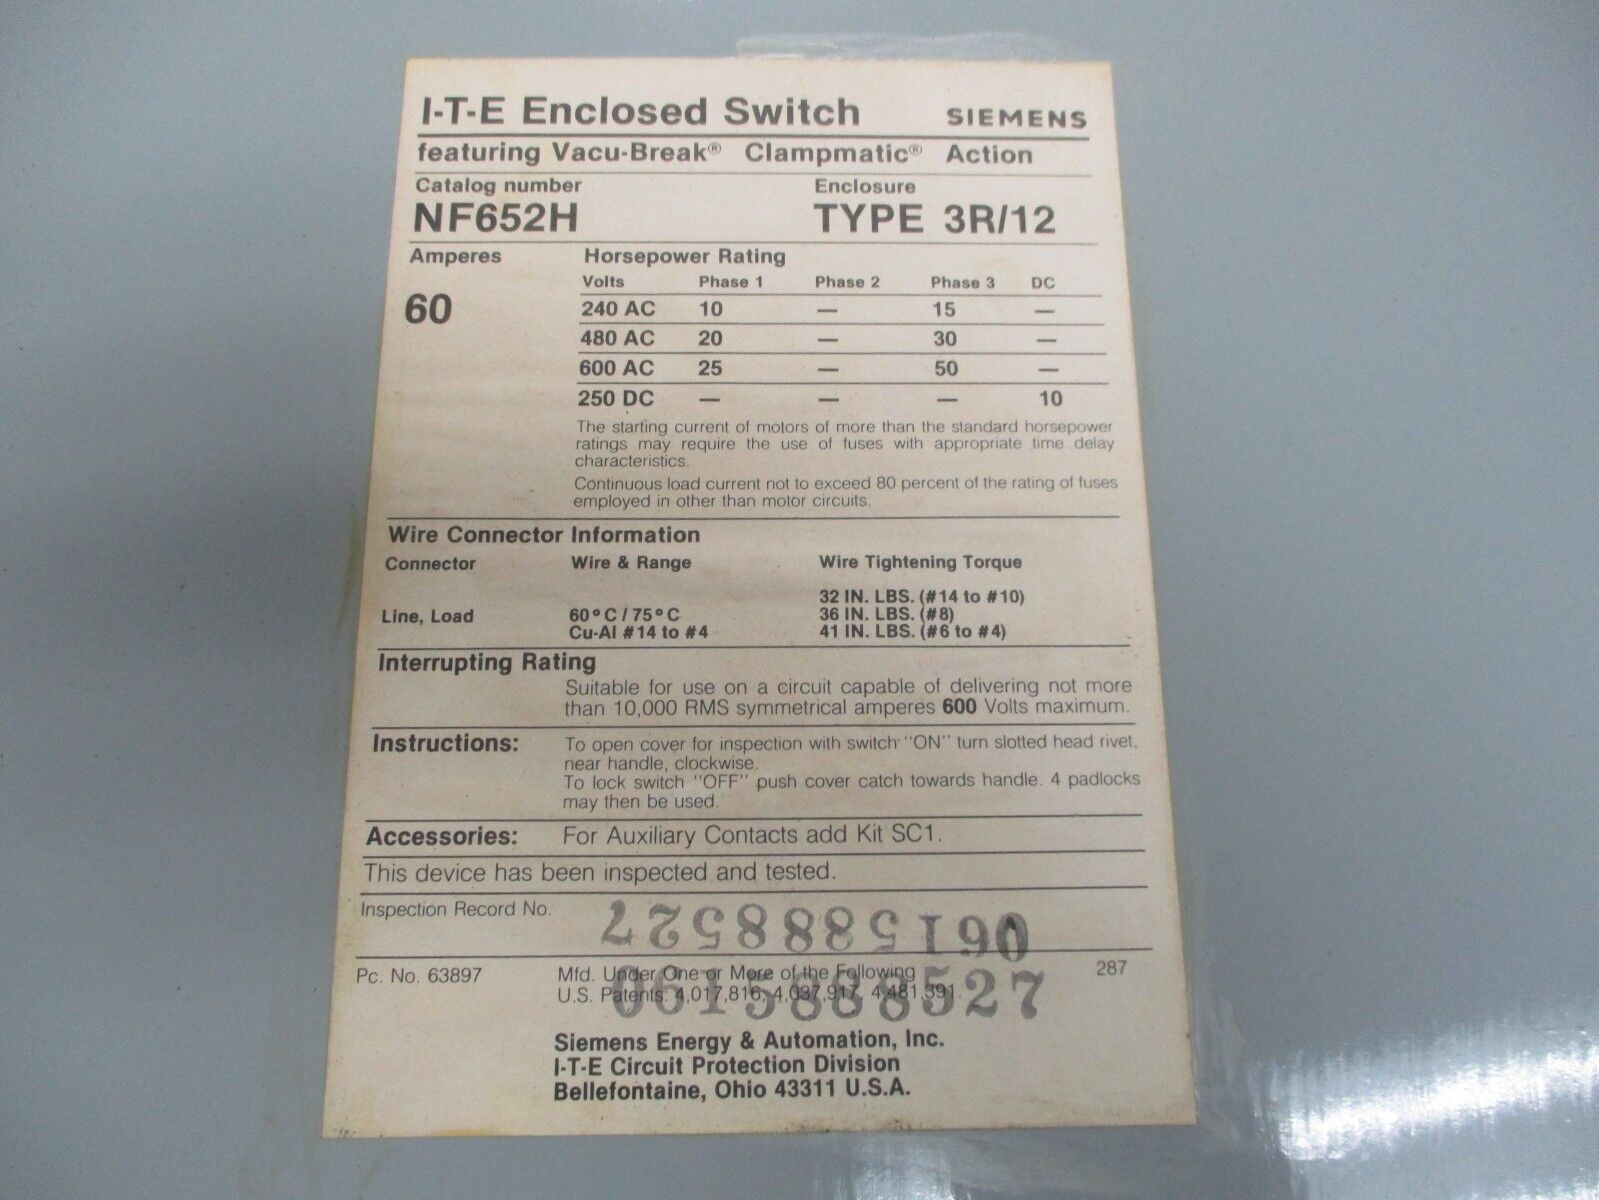 I-T-E Enclosed Switch SIEMENS
featuring Vacu-Break® Clampmatic® Action
Catalog number Enclosure
NF652H TYPE 3R/12
Amperes Horsepower Rating
Volts Phase 1 Phase 2 Phase 3 DC
60 240 AC 10 — 15 —
480 AC 20 — 30 —
600 AC 25 — 50 —
250 DC — — — 10
The starting current of motors of more than the standard horsepower
ratings may require the use of fuses with appropriate time delay
characteristics.
Continuous load current not to exceed 80 percent of the rating of fuses
employed in other than motor circuits.
Wire Connector Information
Connector Wire & Range Wire Tightening Torque
32 IN. LBS. (#14 to #10)
Line, Load 60°C / 75°C 36 IN. LBS. (#8)
Cu-Al #14 to #4 41 IN. LBS. (#6 to #4)
Interrupting Rating
Suitable for use on a circuit capable of delivering not more
than 10,000 RMS symmetrical amperes 600 Volts maximum.
Instructions: To open cover for inspection with switch "ON" turn slotted head rivet,
near handle, clockwise.
To lock switch "OFF" push cover catch towards handle. 4 padlocks
may then be used.
Accessories: For Auxiliary Contacts add Kit SC1.
This device has been inspected and tested.
Inspection Record No. 0615888527
Pc. No. 63897 Mfd. Under One or More of the Following 287
U.S. Patents: 4,017,816; 4,037,917, 4,481,391.
0615888527
Siemens Energy & Automation, Inc.
I-T-E Circuit Protection Division
Bellefontaine, Ohio 43311 U.S.A.